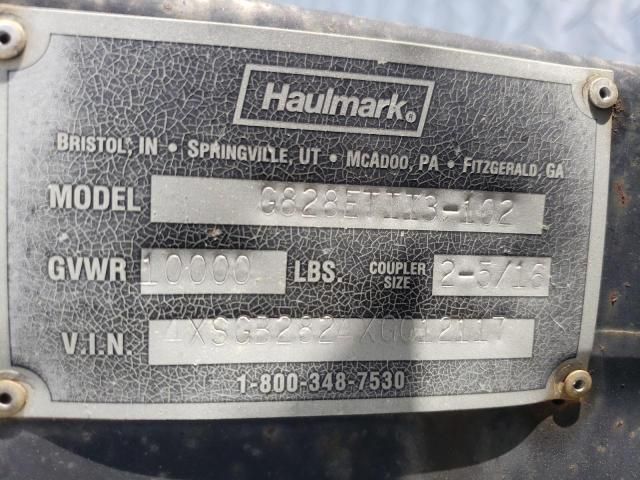 Haulmark®
BRISTOL, IN • SPRINGVILLE, UT • MCADOO, PA • FITZGERALD, GA
MODEL
GVWR 10000 LBS. COUPLER SIZE 2-5/16
V.I.N. 4XSGB2824XG012117
1-800-348-7530